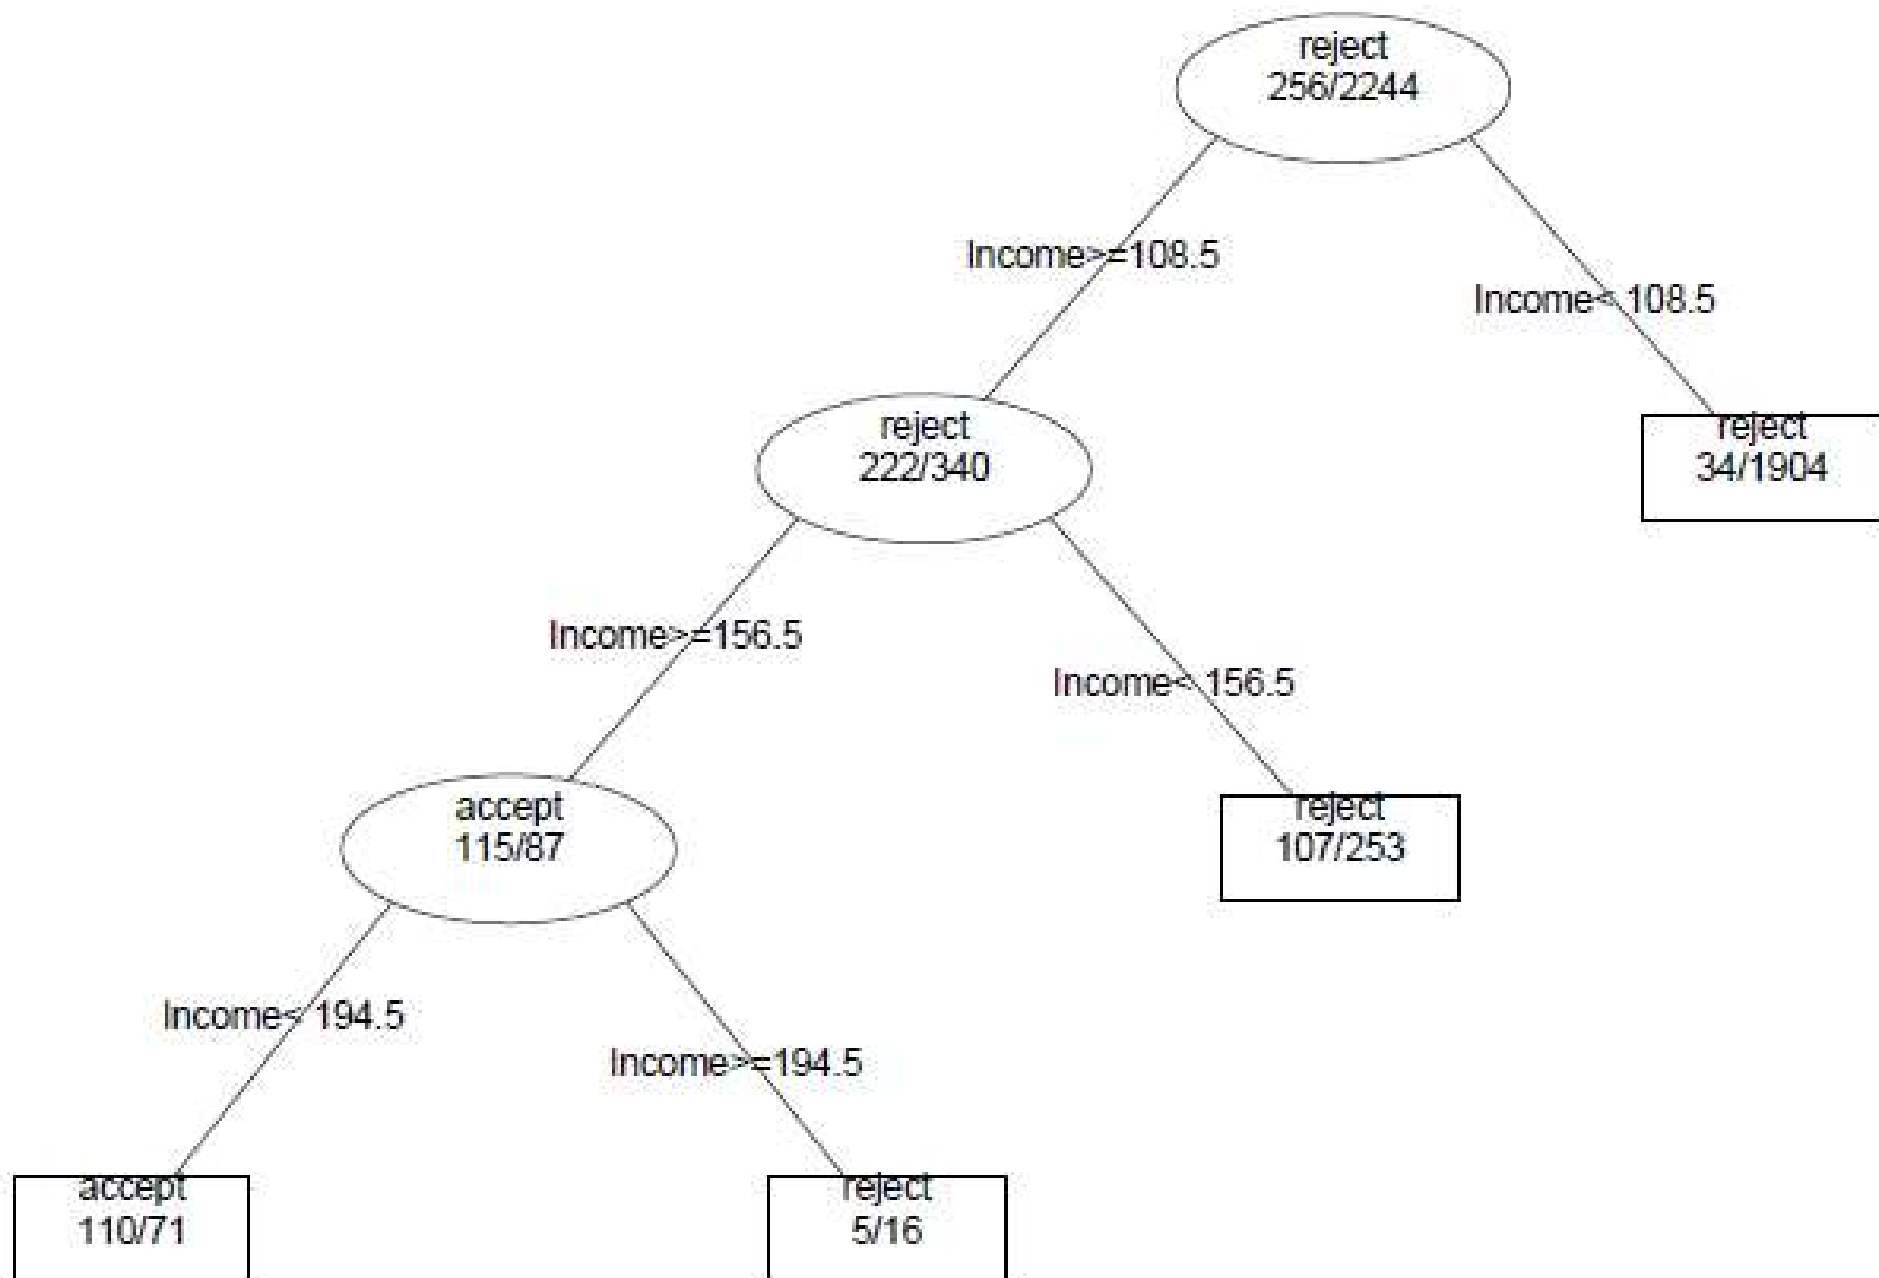 reject
256/2244
Income>=108.5
Income< 108.5
reject
222/340
reject
34/1904
Income>=156.5
Income< 156.5
accept
115/87
reject
107/253
Income< 194.5
Income>=194.5
accept
110/71
reject
5/16